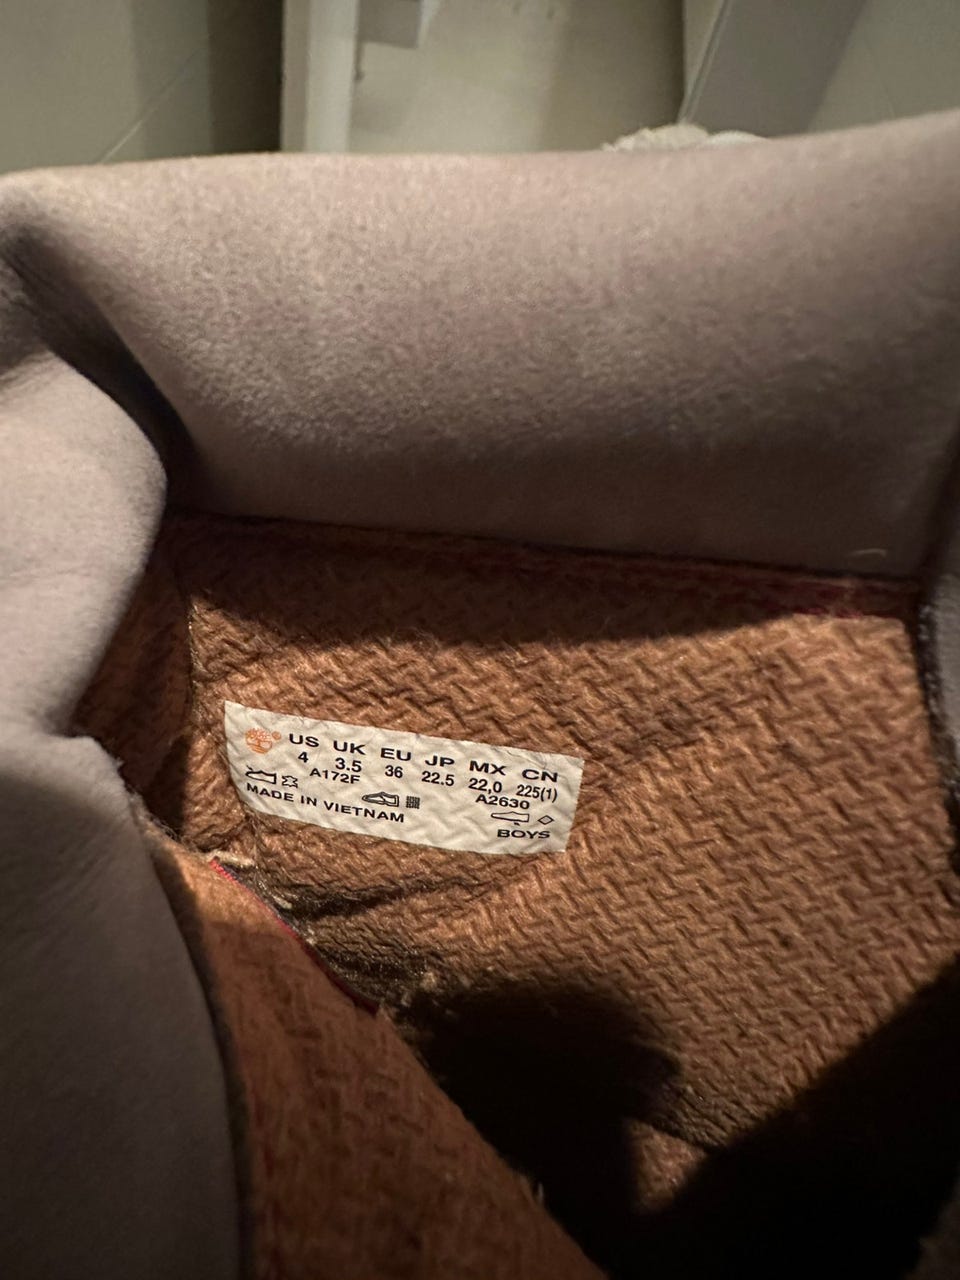 US UK EU JP MX CN
4 3.5 36 22.5 22,0 225(1)
A172F A2630
MADE IN VIETNAM
BOYS